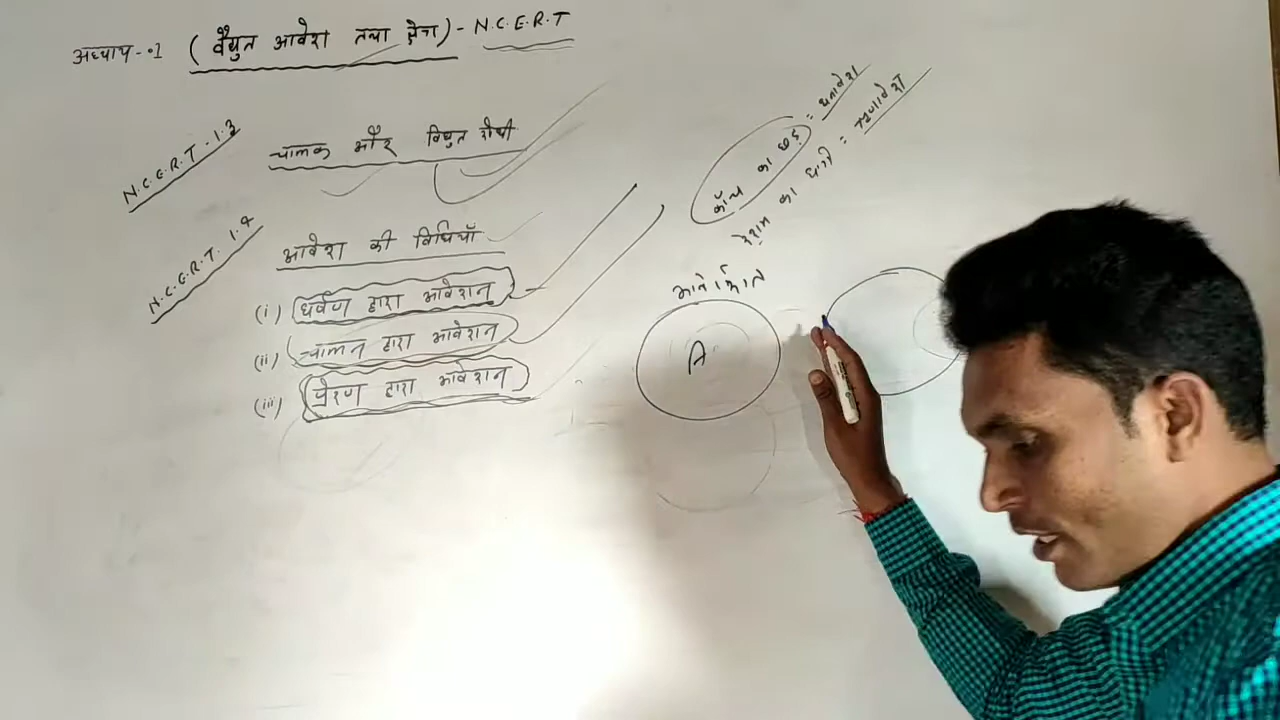 अध्याय-1 (वैद्युत आवेश तथा क्षेत्र) - N.C.E.R.T
N.C.E.R.T - 1.3
चालक और विधुत रोधी
N.C.E.R.T. 1.4
आवेश की विधियाँ
(i) घर्षण द्वारा आवेशन
(ii) चालन द्वारा आवेशन
(iii) प्रेरण द्वारा आवेशन
काँच का छड़ = धनावेश
रेशम का धागे = ऋणावेश
आवेशित
A